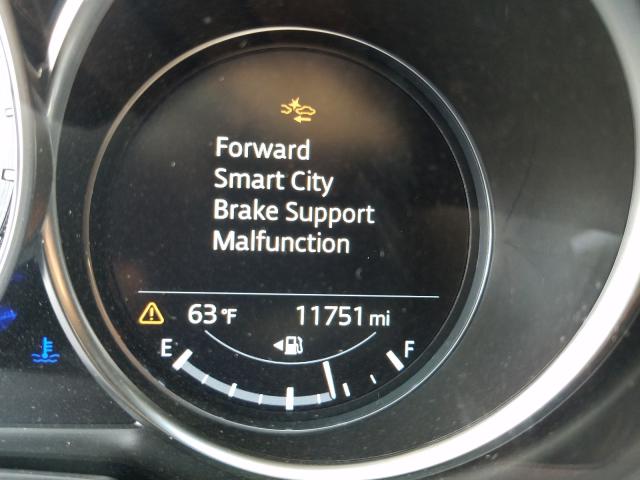 Forward
Smart City
Brake Support
Malfunction
63°F 11751 mi
E F